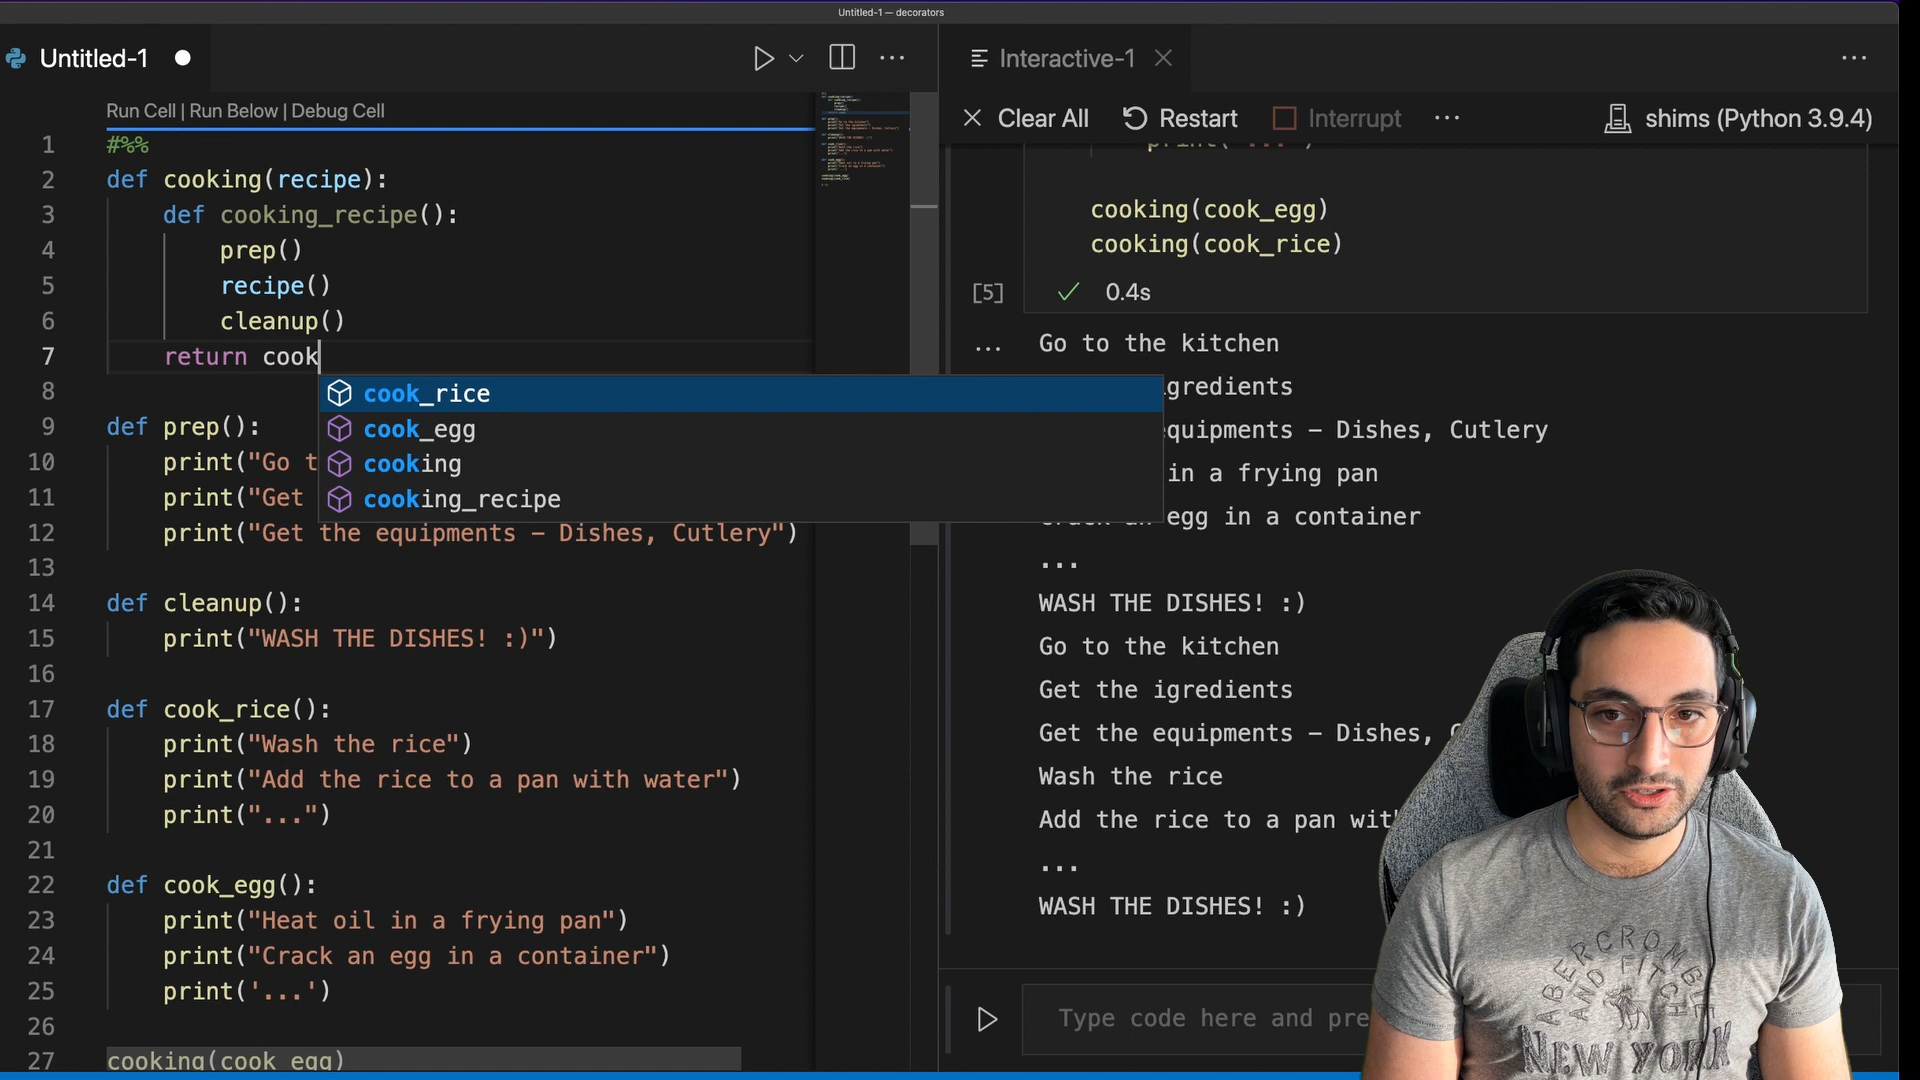 Untitled-1 — decorators
Untitled-1
Interactive-1
Run Cell | Run Below | Debug Cell
Clear All
Restart
Interrupt
shims (Python 3.9.4)
1 #%%
2 def cooking(recipe):
3 def cooking_recipe():
4 prep()
5 recipe()
6 cleanup()
7 return cook
cook_rice
cook_egg
cooking
cooking_recipe
8
9 def prep():
10 print("Go t
11 print("Get
12 print("Get the equipments – Dishes, Cutlery")
13
14 def cleanup():
15 print("WASH THE DISHES! :)")
16
17 def cook_rice():
18 print("Wash the rice")
19 print("Add the rice to a pan with water")
20 print("...")
21
22 def cook_egg():
23 print("Heat oil in a frying pan")
24 print("Crack an egg in a container")
25 print('...')
26
27 cooking(cook_egg)
cooking(cook_egg)
cooking(cook_rice)
[5] 0.4s
Go to the kitchen
gredients
quipments – Dishes, Cutlery
in a frying pan
egg in a container
...
WASH THE DISHES! :)
Go to the kitchen
Get the igredients
Get the equipments – Dishes,
Wash the rice
Add the rice to a pan wit
...
WASH THE DISHES! :)
Type code here and pre
ABERCROMBIE
AND FITCH
NEW YORK